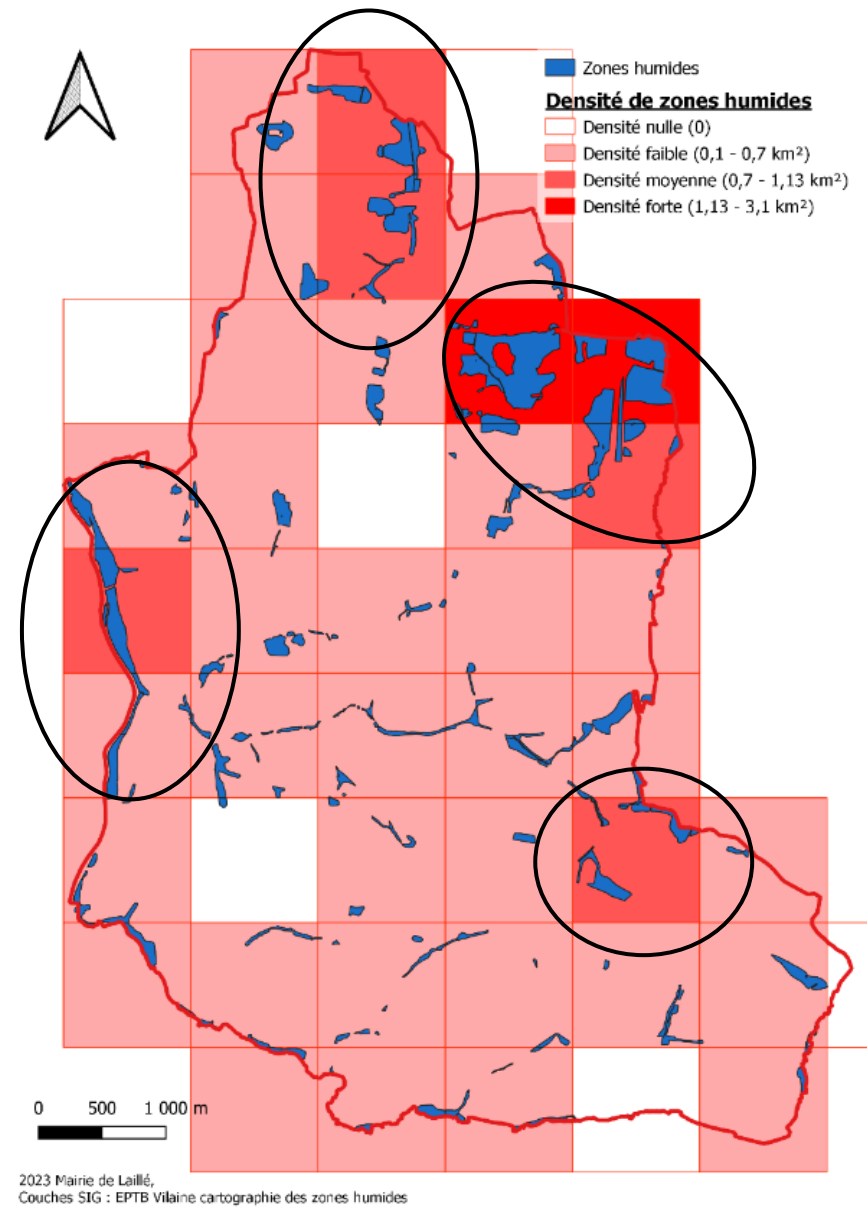 Zones humides
Densité de zones humides
Densité nulle (0)
Densité faible (0,1 - 0,7 km²)
Densité moyenne (0,7 - 1,13 km²)
Densité forte (1,13 - 3,1 km²)
0 500 1 000 m
2023 Mairie de Laillé,
Couches SIG : EPTB Vilaine cartographie des zones humides